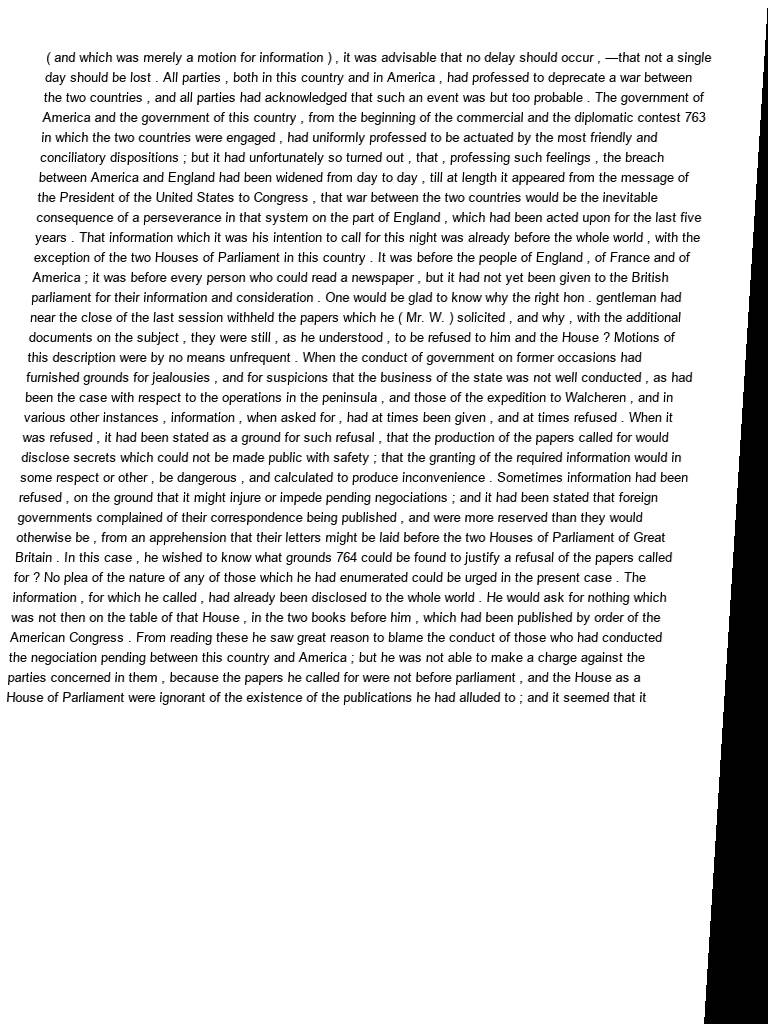 ( and which was merely a motion for information ) , it was advisable that no delay should occur , —that not a single
day should be lost . All parties , both in this country and in America , had professed to deprecate a war between
the two countries , and all parties had acknowledged that such an event was but too probable . The government of
America and the government of this country , from the beginning of the commercial and the diplomatic contest 763
in which the two countries were engaged , had uniformly professed to be actuated by the most friendly and
conciliatory dispositions ; but it had unfortunately so turned out , that , professing such feelings , the breach
between America and England had been widened from day to day , till at length it appeared from the message of
the President of the United States to Congress , that war between the two countries would be the inevitable
consequence of a perseverance in that system on the part of England , which had been acted upon for the last five
years . That information which it was his intention to call for this night was already before the whole world , with the
exception of the two Houses of Parliament in this country . It was before the people of England , of France and of
America ; it was before every person who could read a newspaper , but it had not yet been given to the British
parliament for their information and consideration . One would be glad to know why the right hon . gentleman had
near the close of the last session withheld the papers which he ( Mr. W. ) solicited , and why , with the additional
documents on the subject , they were still , as he understood , to be refused to him and the House ? Motions of
this description were by no means unfrequent . When the conduct of government on former occasions had
furnished grounds for jealousies , and for suspicions that the business of the state was not well conducted , as had
been the case with respect to the operations in the peninsula , and those of the expedition to Walcheren , and in
various other instances , information , when asked for , had at times been given , and at times refused . When it
was refused , it had been stated as a ground for such refusal , that the production of the papers called for would
disclose secrets which could not be made public with safety ; that the granting of the required information would in
some respect or other , be dangerous , and calculated to produce inconvenience . Sometimes information had been
refused , on the ground that it might injure or impede pending negociations ; and it had been stated that foreign
governments complained of their correspondence being published , and were more reserved than they would
otherwise be , from an apprehension that their letters might be laid before the two Houses of Parliament of Great
Britain . In this case , he wished to know what grounds 764 could be found to justify a refusal of the papers called
for ? No plea of the nature of any of those which he had enumerated could be urged in the present case . The
information , for which he called , had already been disclosed to the whole world . He would ask for nothing which
was not then on the table of that House , in the two books before him , which had been published by order of the
American Congress . From reading these he saw great reason to blame the conduct of those who had conducted
the negociation pending between this country and America ; but he was not able to make a charge against the
parties concerned in them , because the papers he called for were not before parliament , and the House as a
House of Parliament were ignorant of the existence of the publications he had alluded to ; and it seemed that it